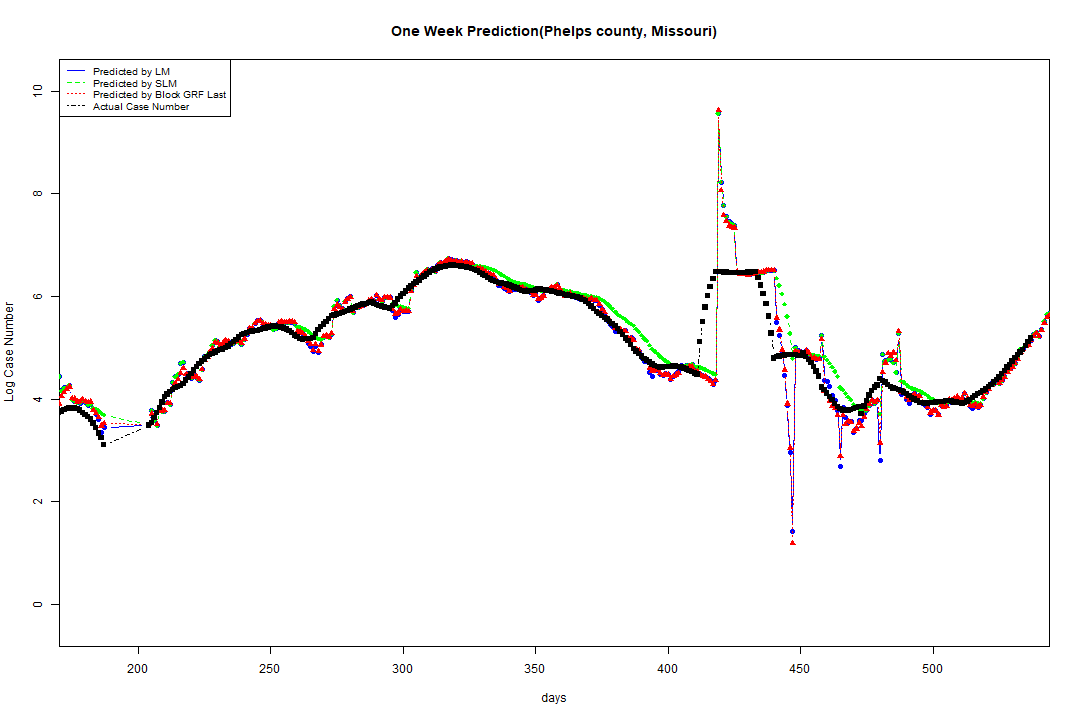 One Week Prediction(Phelps county, Missouri)
Predicted by LM
Predicted by SLM
Predicted by Block GRF Last
Actual Case Number
10
8
6
4
2
0
Log Case Number
200 250 300 350 400 450 500
days